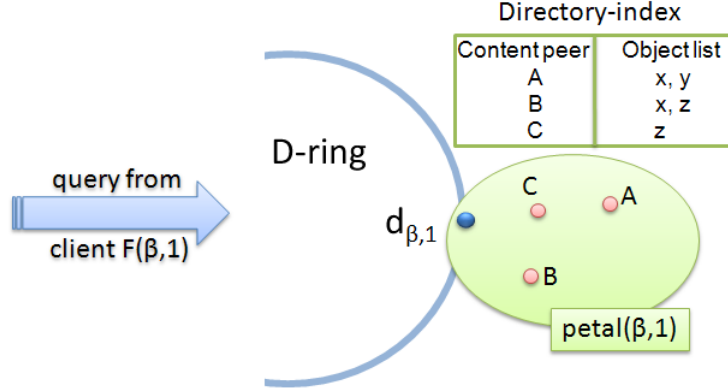 Directory-index
Content peer Object list
A x, y
B x, z
C z
D-ring
query from
client F(β,1)
dβ,1
C
A
B
petal(β,1)